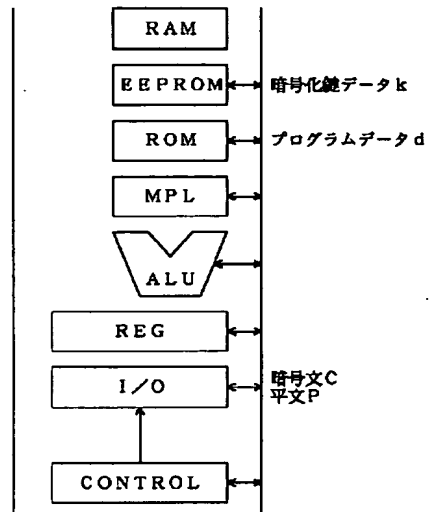 RAM
EEPROM
暗号化鍵データk
ROM
プログラムデータd
MPL
ALU
REG
I/O
暗号文C
平文P
CONTROL